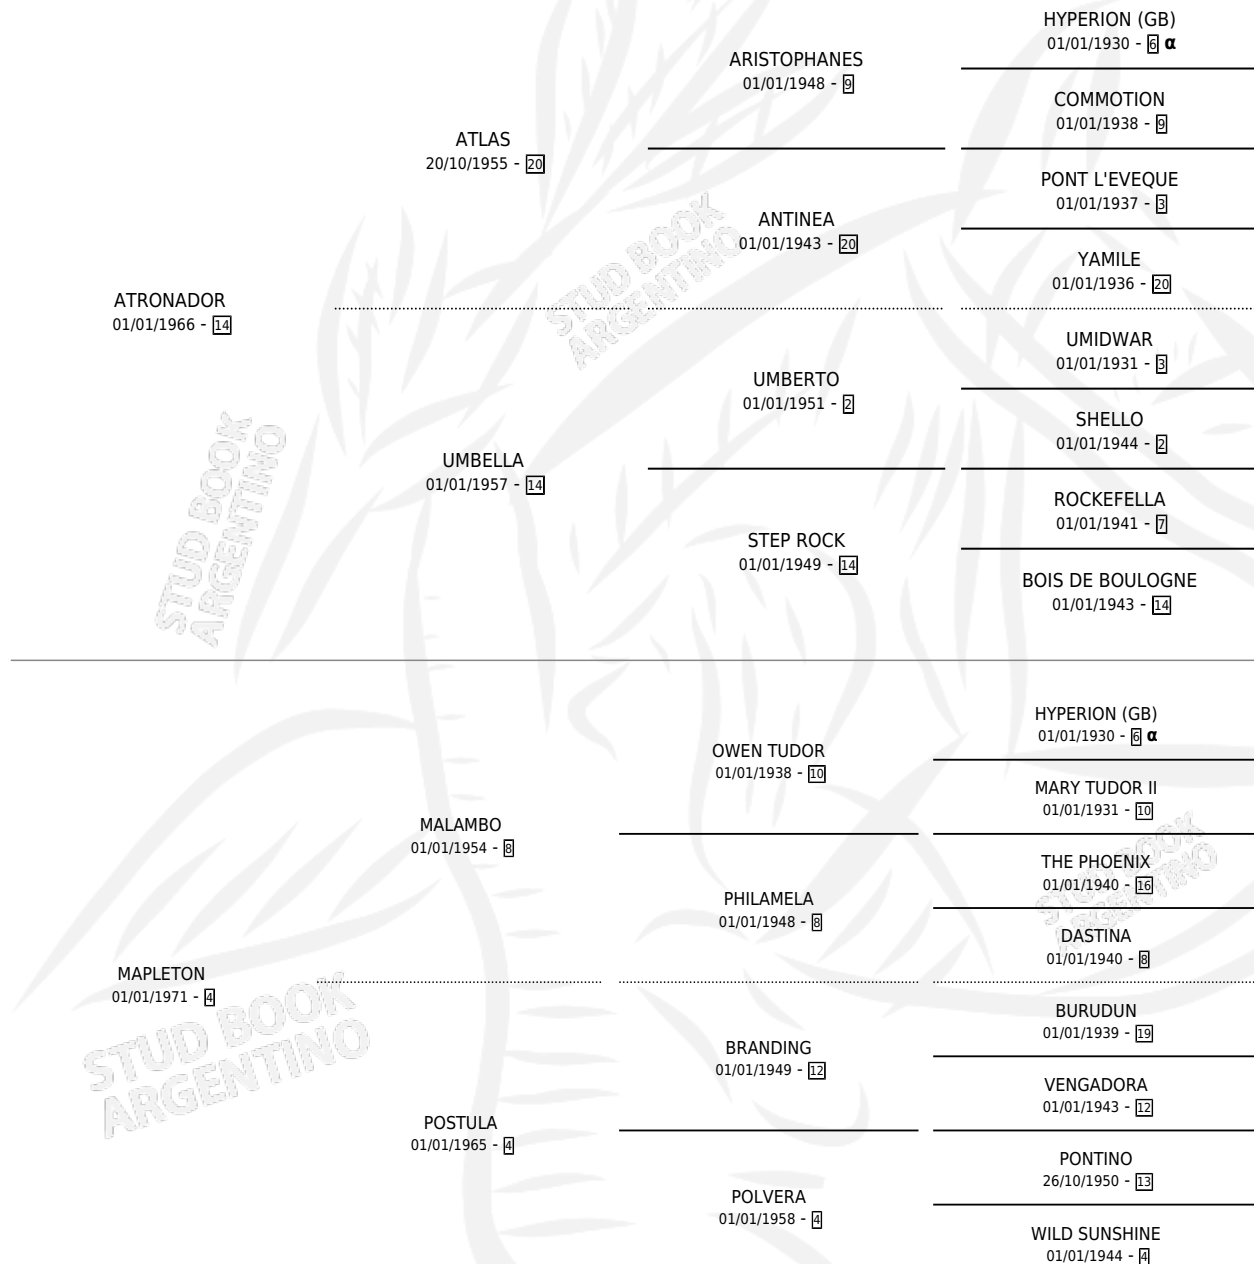 HYPERION (GB)
01/01/1930 - 6 α
ARISTOPHANES
01/01/1948 - 9
COMMOTION
01/01/1938 - 9
ATLAS
20/10/1955 - 20
PONT L'EVEQUE
01/01/1937 - 3
ANTINEA
01/01/1943 - 20
YAMILE
01/01/1936 - 20
ATRONADOR
01/01/1966 - 14
UMIDWAR
01/01/1931 - 3
UMBERTO
01/01/1951 - 2
SHELLO
01/01/1944 - 2
UMBELLA
01/01/1957 - 14
ROCKEFELLA
01/01/1941 - 7
STEP ROCK
01/01/1949 - 14
BOIS DE BOULOGNE
01/01/1943 - 14
STUD BOOK
ARGENTINO
STUD BOOK
ARGENTINO
HYPERION (GB)
01/01/1930 - 6 α
OWEN TUDOR
01/01/1938 - 10
MARY TUDOR II
01/01/1931 - 10
MALAMBO
01/01/1954 - 8
THE PHOENIX
01/01/1940 - 16
PHILAMELA
01/01/1948 - 8
DASTINA
01/01/1940 - 8
MAPLETON
01/01/1971 - 4
BURUDUN
01/01/1939 - 19
BRANDING
01/01/1949 - 12
VENGADORA
01/01/1943 - 12
POSTULA
01/01/1965 - 4
PONTINO
26/10/1950 - 13
POLVERA
01/01/1958 - 4
WILD SUNSHINE
01/01/1944 - 4
STUD BOOK
ARGENTINO
STUD BOOK
ARGENTINO